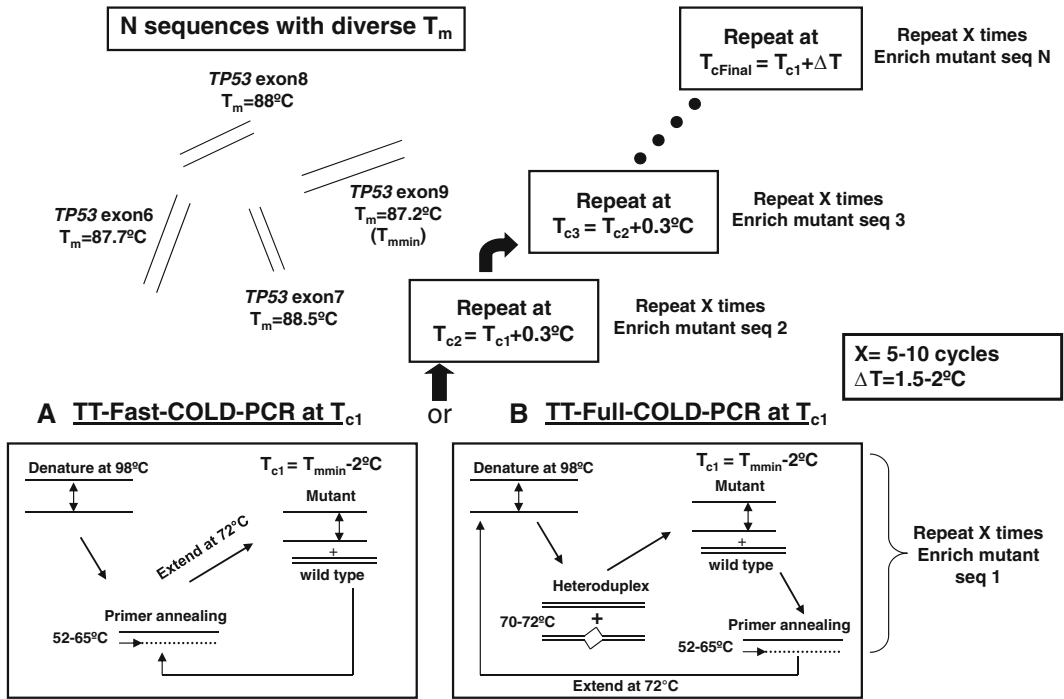 N sequences with diverse Tm
TP53 exon8
Tm=88ºC
TP53 exon6
Tm=87.7ºC
TP53 exon9
Tm=87.2ºC
(Tmmin)
TP53 exon7
Tm=88.5ºC
Repeat at
TcFinal = Tc1+ΔT
Repeat X times
Enrich mutant seq N
Repeat at
Tc3 = Tc2+0.3ºC
Repeat X times
Enrich mutant seq 3
Repeat at
Tc2 = Tc1+0.3ºC
Repeat X times
Enrich mutant seq 2
X= 5-10 cycles
ΔT=1.5-2ºC
or
A TT-Fast-COLD-PCR at Tc1
Denature at 98ºC
Tc1 = Tmmin-2ºC
Mutant
+
wild type
Extend at 72°C
Primer annealing
52-65ºC
B TT-Full-COLD-PCR at Tc1
Denature at 98ºC
Tc1 = Tmmin-2ºC
Mutant
+
wild type
Heteroduplex
70-72ºC
+
Primer annealing
52-65ºC
Extend at 72°C
Repeat X times
Enrich mutant
seq 1